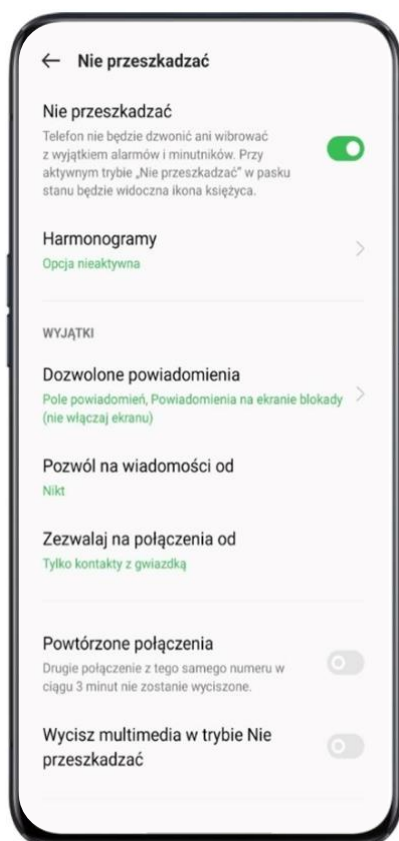 Nie przeszkadzać
Nie przeszkadzać
Telefon nie będzie dzwonić ani wibrować
z wyjątkiem alarmów i minutników. Przy
aktywnym trybie „Nie przeszkadzać” w pasku
stanu będzie widoczna ikona księżyca.
Harmonogramy
Opcja nieaktywna
WYJĄTKI
Dozwolone powiadomienia
Pole powiadomień, Powiadomienia na ekranie blokady
(nie włączaj ekranu)
Pozwól na wiadomości od
Nikt
Zezwalaj na połączenia od
Tylko kontakty z gwiazdką
Powtórzone połączenia
Drugie połączenie z tego samego numeru w
ciągu 3 minut nie zostanie wyciszone.
Wycisz multimedia w trybie Nie
przeszkadzać